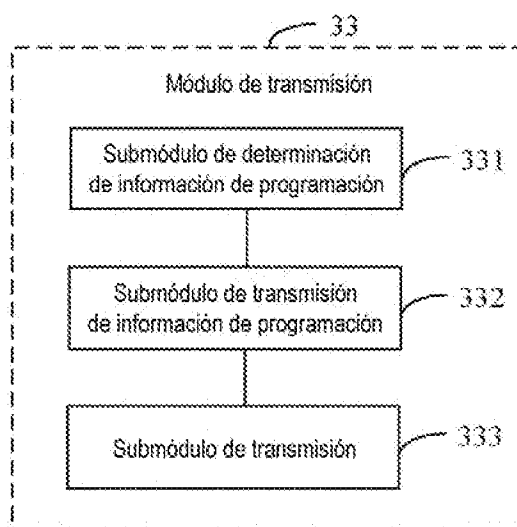 33
Módulo de transmisión
Submódulo de determinación
de información de programación
331
Submódulo de transmisión
de información de programación
332
Submódulo de transmisión
333